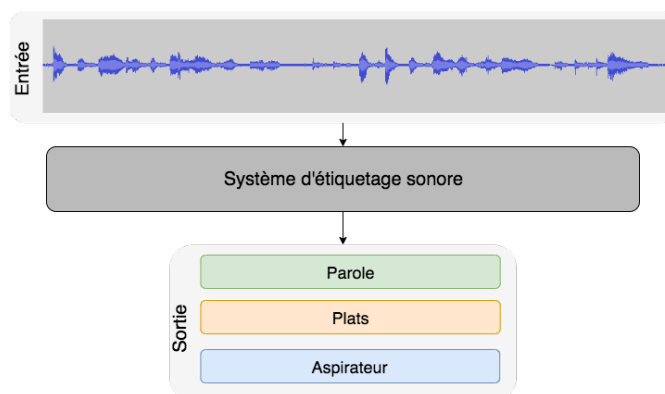 Entrée
Système d'étiquetage sonore
Sortie
Parole
Plats
Aspirateur